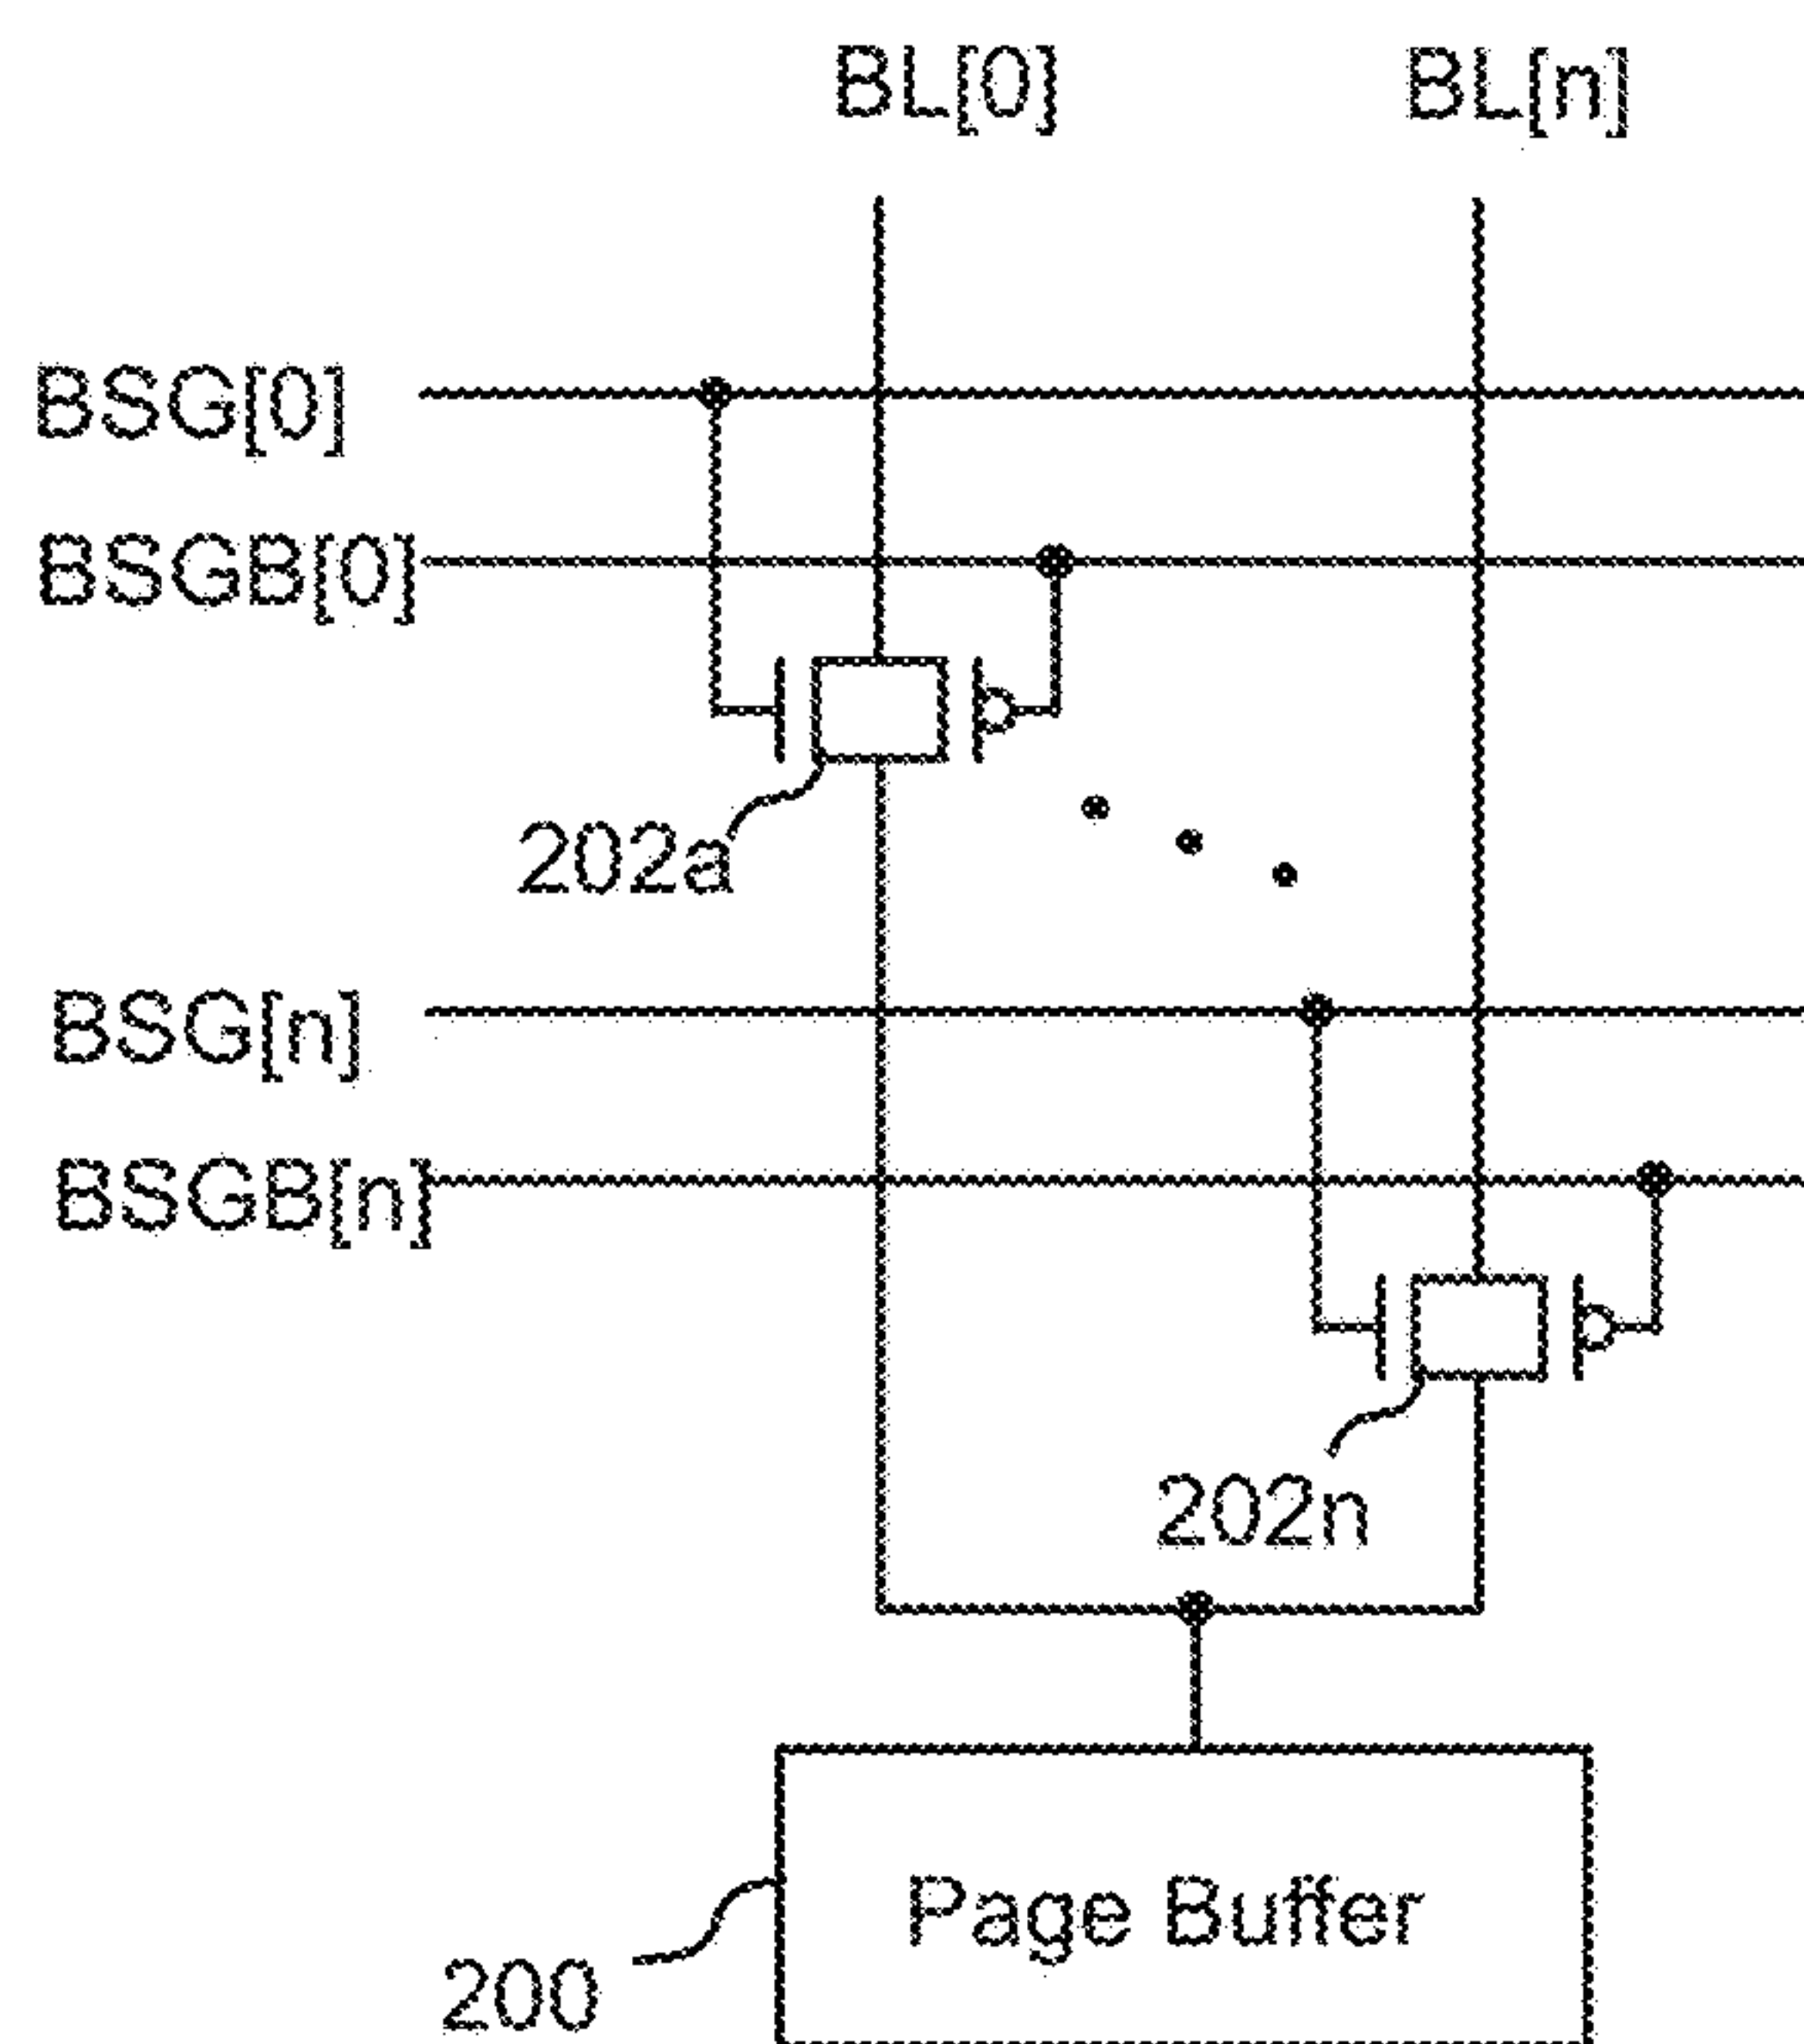 BL[0] BL[n]
BSG[0]
BSGB[0]
202a
BSG[n]
BSGB[n]
202n
Page Buffer
200